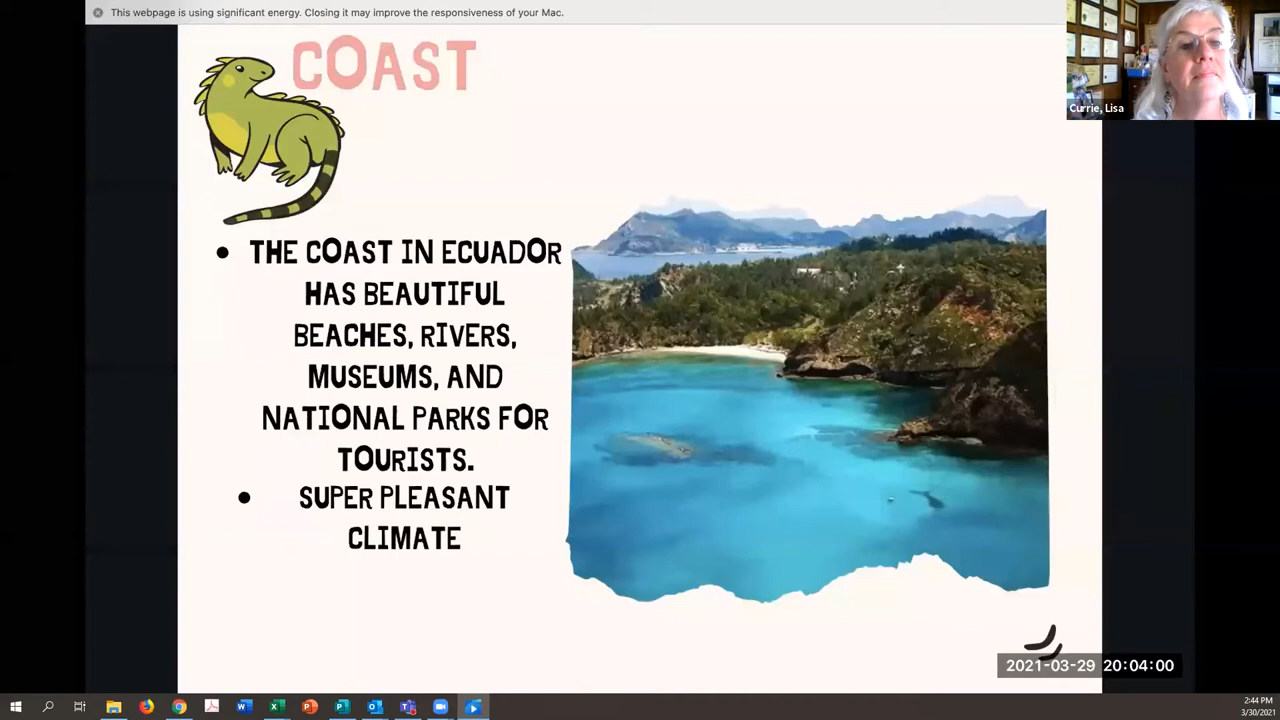 This webpage is using significant energy. Closing it may improve the responsiveness of your Mac.
COAST
Currie, Lisa
• THE COAST IN ECUADOR
HAS BEAUTIFUL
BEACHES, RIVERS,
MUSEUMS, AND
NATIONAL PARKS FOR
TOURISTS.
• SUPER PLEASANT
CLIMATE
2021-03-29 20:04:00
2:44 PM
3/30/2021